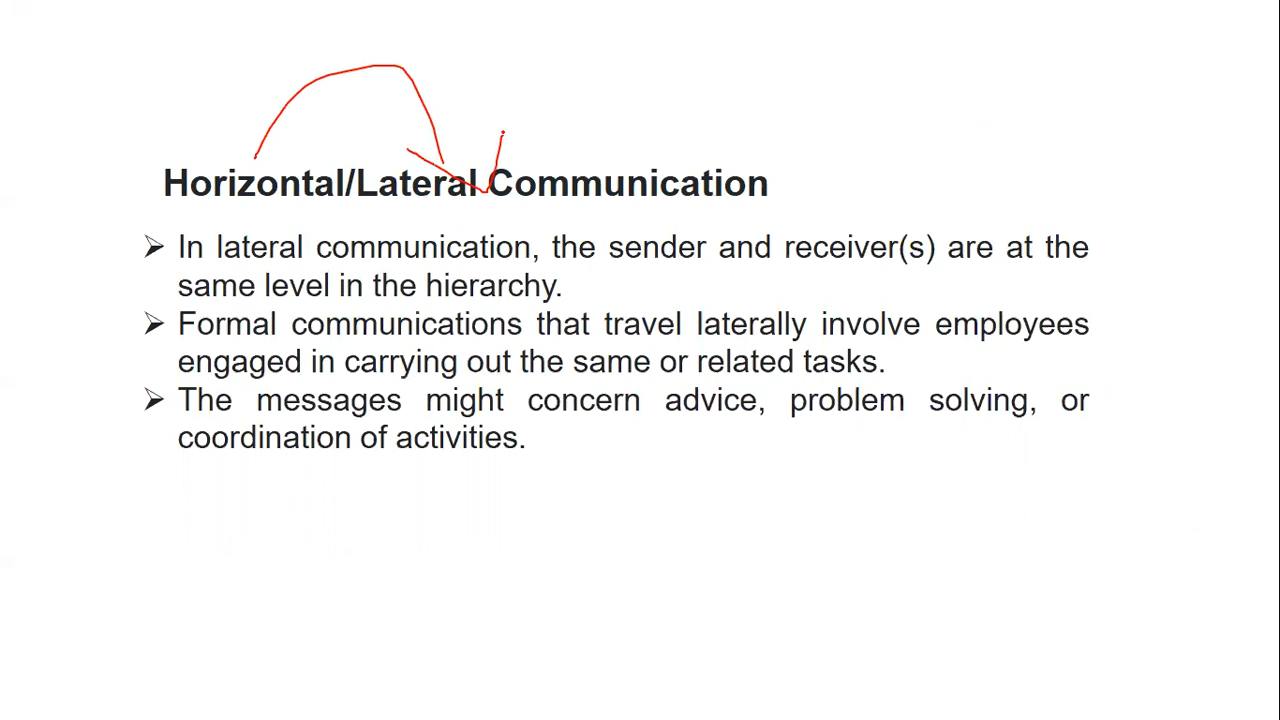 Horizontal/Lateral Communication
➢ In lateral communication, the sender and receiver(s) are at the
same level in the hierarchy.
➢ Formal communications that travel laterally involve employees
engaged in carrying out the same or related tasks.
➢ The messages might concern advice, problem solving, or
coordination of activities.